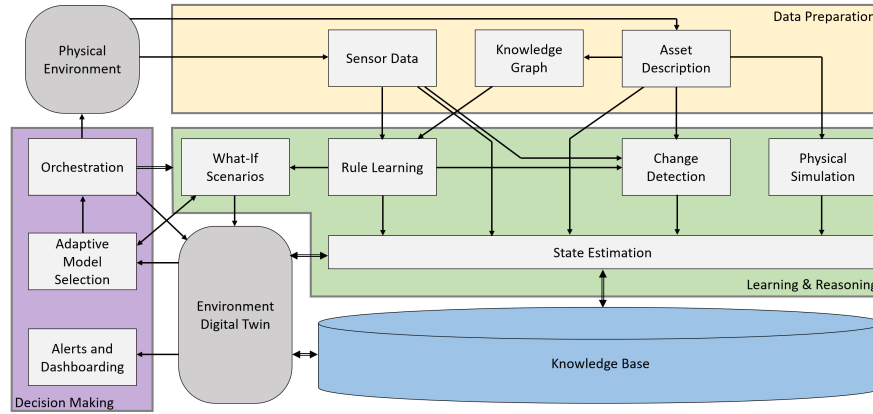 Data Preparation
Physical
Environment
Sensor Data
Knowledge
Graph
Asset
Description
Orchestration
What-If
Scenarios
Rule Learning
Change
Detection
Physical
Simulation
Adaptive
Model
Selection
State Estimation
Learning & Reasoning
Environment
Digital Twin
Alerts and
Dashboarding
Knowledge Base
Decision Making